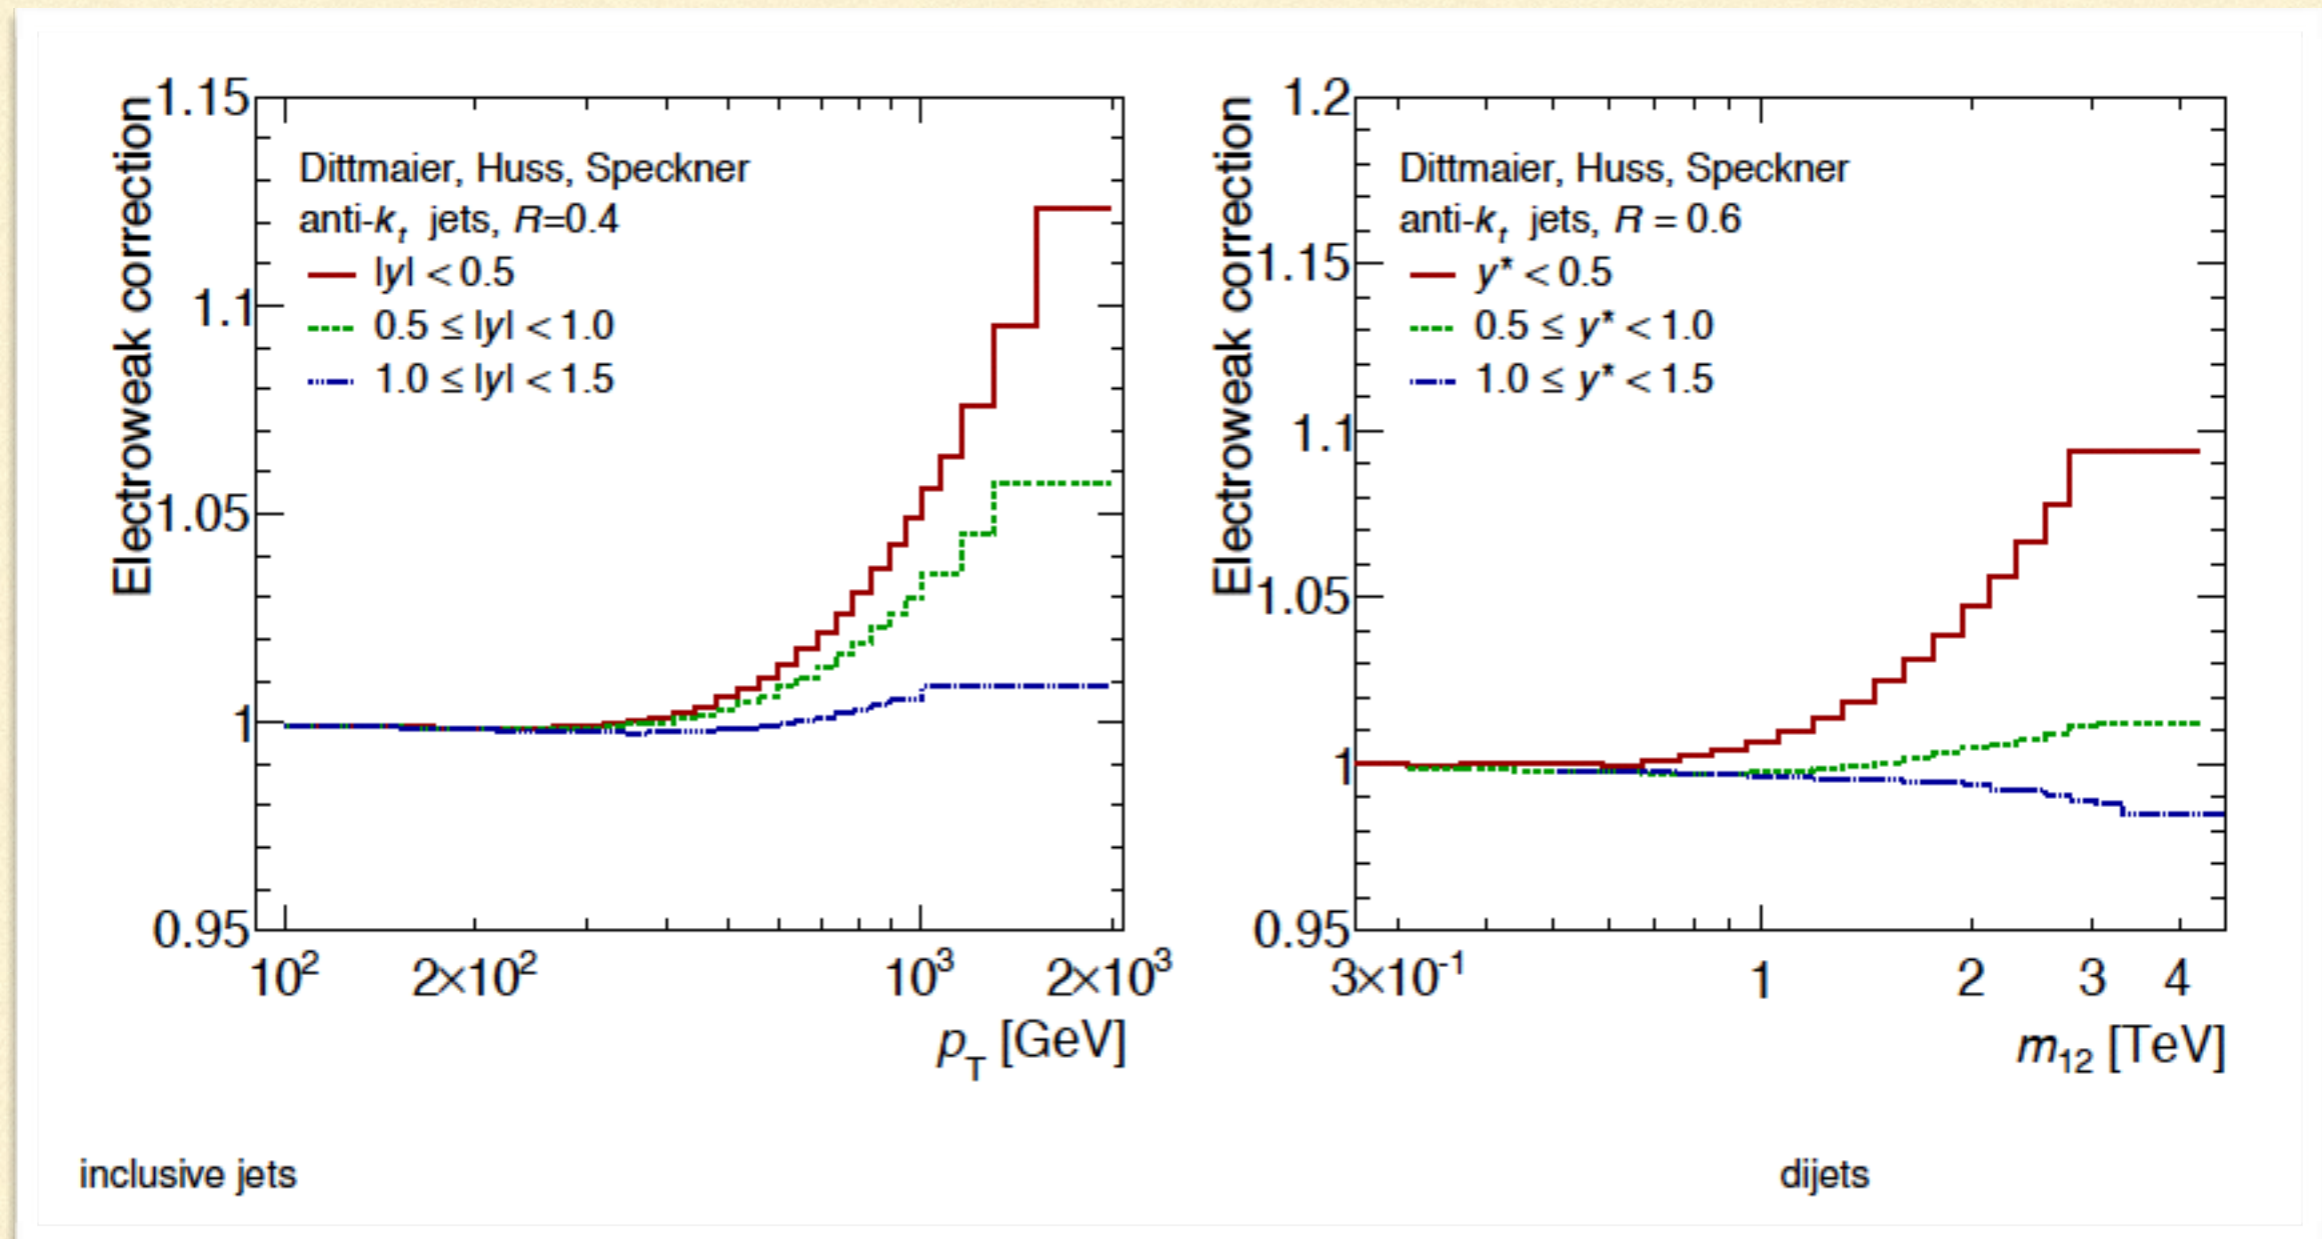 Electroweak correction
1.15
1.1
1.05
1
0.95
Dittmaier, Huss, Speckner
anti-kₜ jets, R=0.4
|y| < 0.5
0.5 ≤ |y| < 1.0
1.0 ≤ |y| < 1.5
10² 2×10² 10³ 2×10³
p_T [GeV]
inclusive jets
Electroweak correction
1.2
1.15
1.1
1.05
1
0.95
Dittmaier, Huss, Speckner
anti-kₜ jets, R = 0.6
y* < 0.5
0.5 ≤ y* < 1.0
1.0 ≤ y* < 1.5
3×10⁻¹ 1 2 3 4
m₁₂ [TeV]
dijets